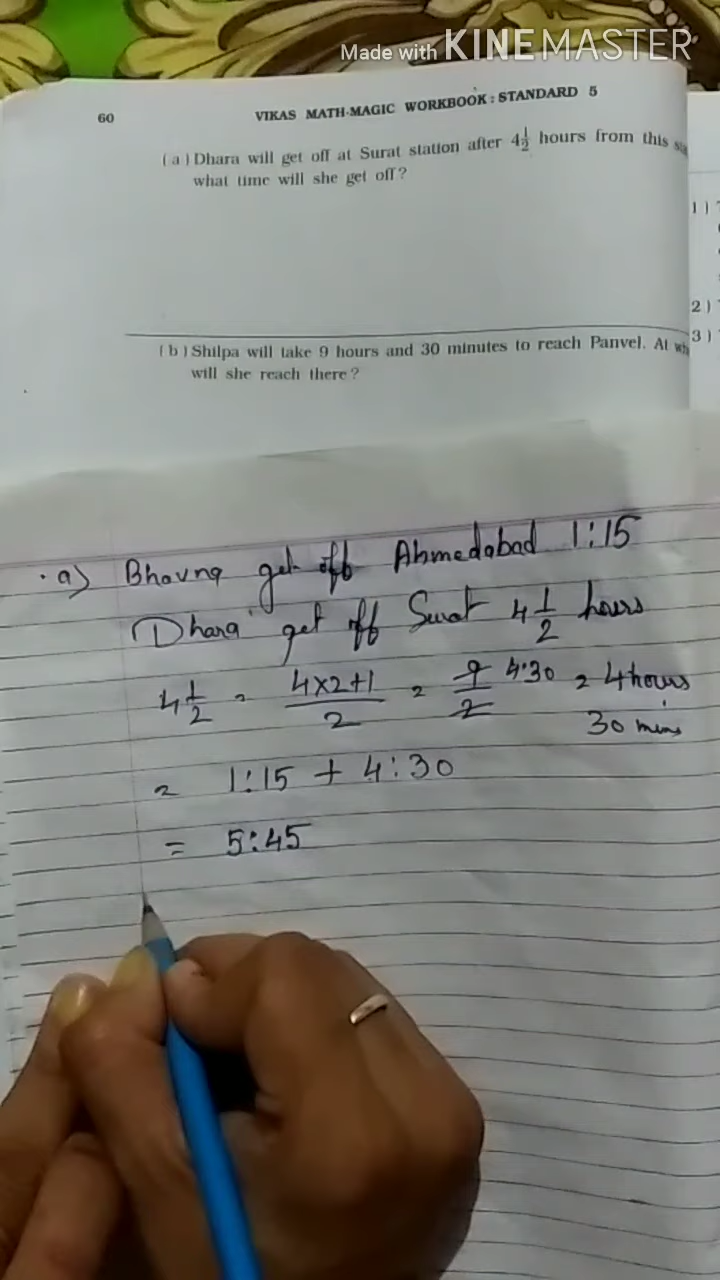 Made with KINEMASTER
60 VIKAS MATH-MAGIC WORKBOOK : STANDARD 5
( a ) Dhara will get off at Surat station after 4½ hours from this
what time will she get off ?
1 )
2 )
3 )
( b ) Shilpa will take 9 hours and 30 minutes to reach Panvel. At
will she reach there ?
a) Bhavna get off Ahmedabad 1:15
Dhara get off Surat 4 1/2 hours
4 1/2 = (4×2+1)/2 = 9/2 4.30 = 4 hours
30 mins
= 1:15 + 4:30
= 5:45